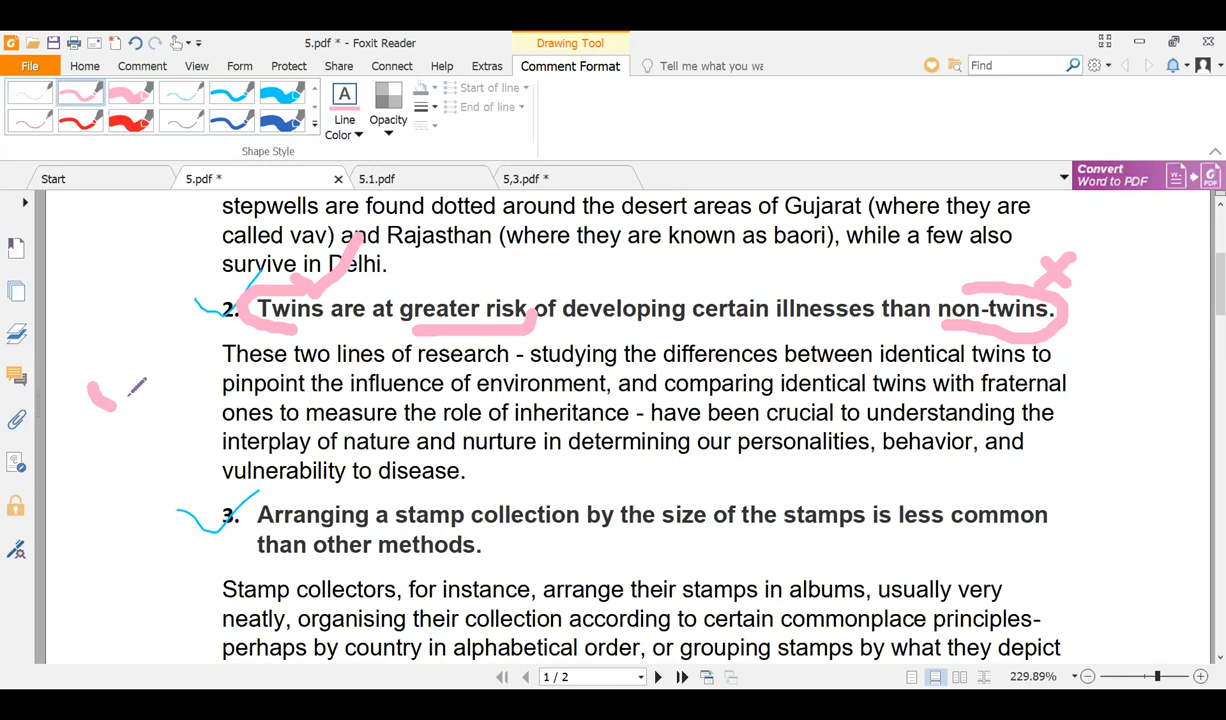 5.pdf * - Foxit Reader
Drawing Tool
File Home Comment View Form Protect Share Connect Help Extras Comment Format Tell me what you wa Find
Line Color
Opacity
Start of line
End of line
Shape Style
Start 5.pdf * 5.1.pdf 5,3.pdf *
Convert
Word to PDF
stepwells are found dotted around the desert areas of Gujarat (where they are
called vav) and Rajasthan (where they are known as baori), while a few also
survive in Delhi.
2. Twins are at greater risk of developing certain illnesses than non-twins.
These two lines of research - studying the differences between identical twins to
pinpoint the influence of environment, and comparing identical twins with fraternal
ones to measure the role of inheritance - have been crucial to understanding the
interplay of nature and nurture in determining our personalities, behavior, and
vulnerability to disease.
3. Arranging a stamp collection by the size of the stamps is less common
than other methods.
Stamp collectors, for instance, arrange their stamps in albums, usually very
neatly, organising their collection according to certain commonplace principles-
perhaps by country in alphabetical order, or grouping stamps by what they depict
1 / 2
229.89%